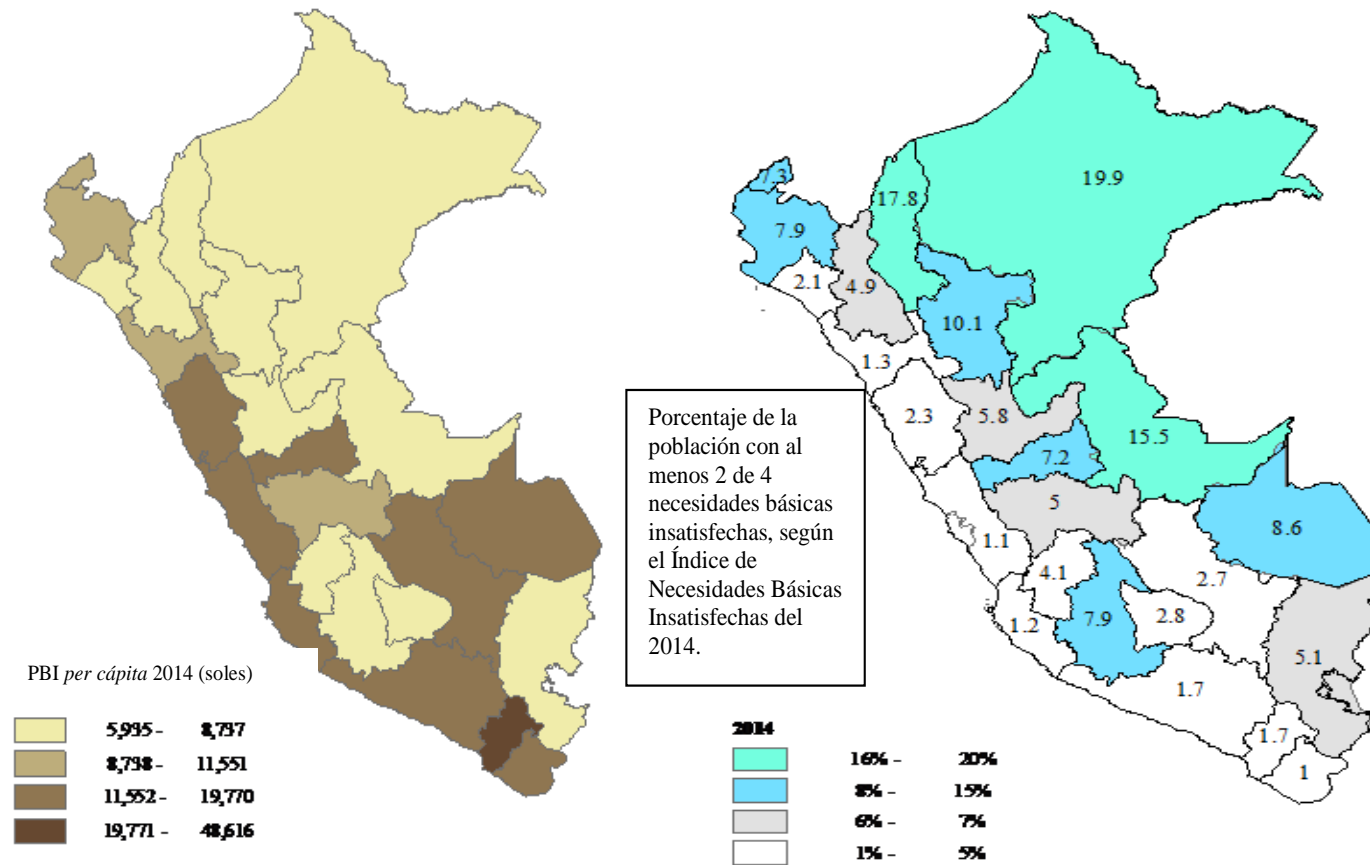 PBI per cápita 2014 (soles)
5,935 - 8,737
8,738 - 11,551
11,552 - 19,770
19,771 - 48,616
Porcentaje de la
población con al
menos 2 de 4
necesidades básicas
insatisfechas, según
el Índice de
Necesidades Básicas
Insatisfechas del
2014.
7.3
19.9
17.8
7.9
2.1
4.9
10.1
1.3
2.3
5.8
15.5
7.2
5
8.6
1.1
4.1
2.7
1.2
7.9
2.8
5.1
1.7
1.7
1
2014
16% - 20%
8% - 15%
6% - 7%
1% - 5%